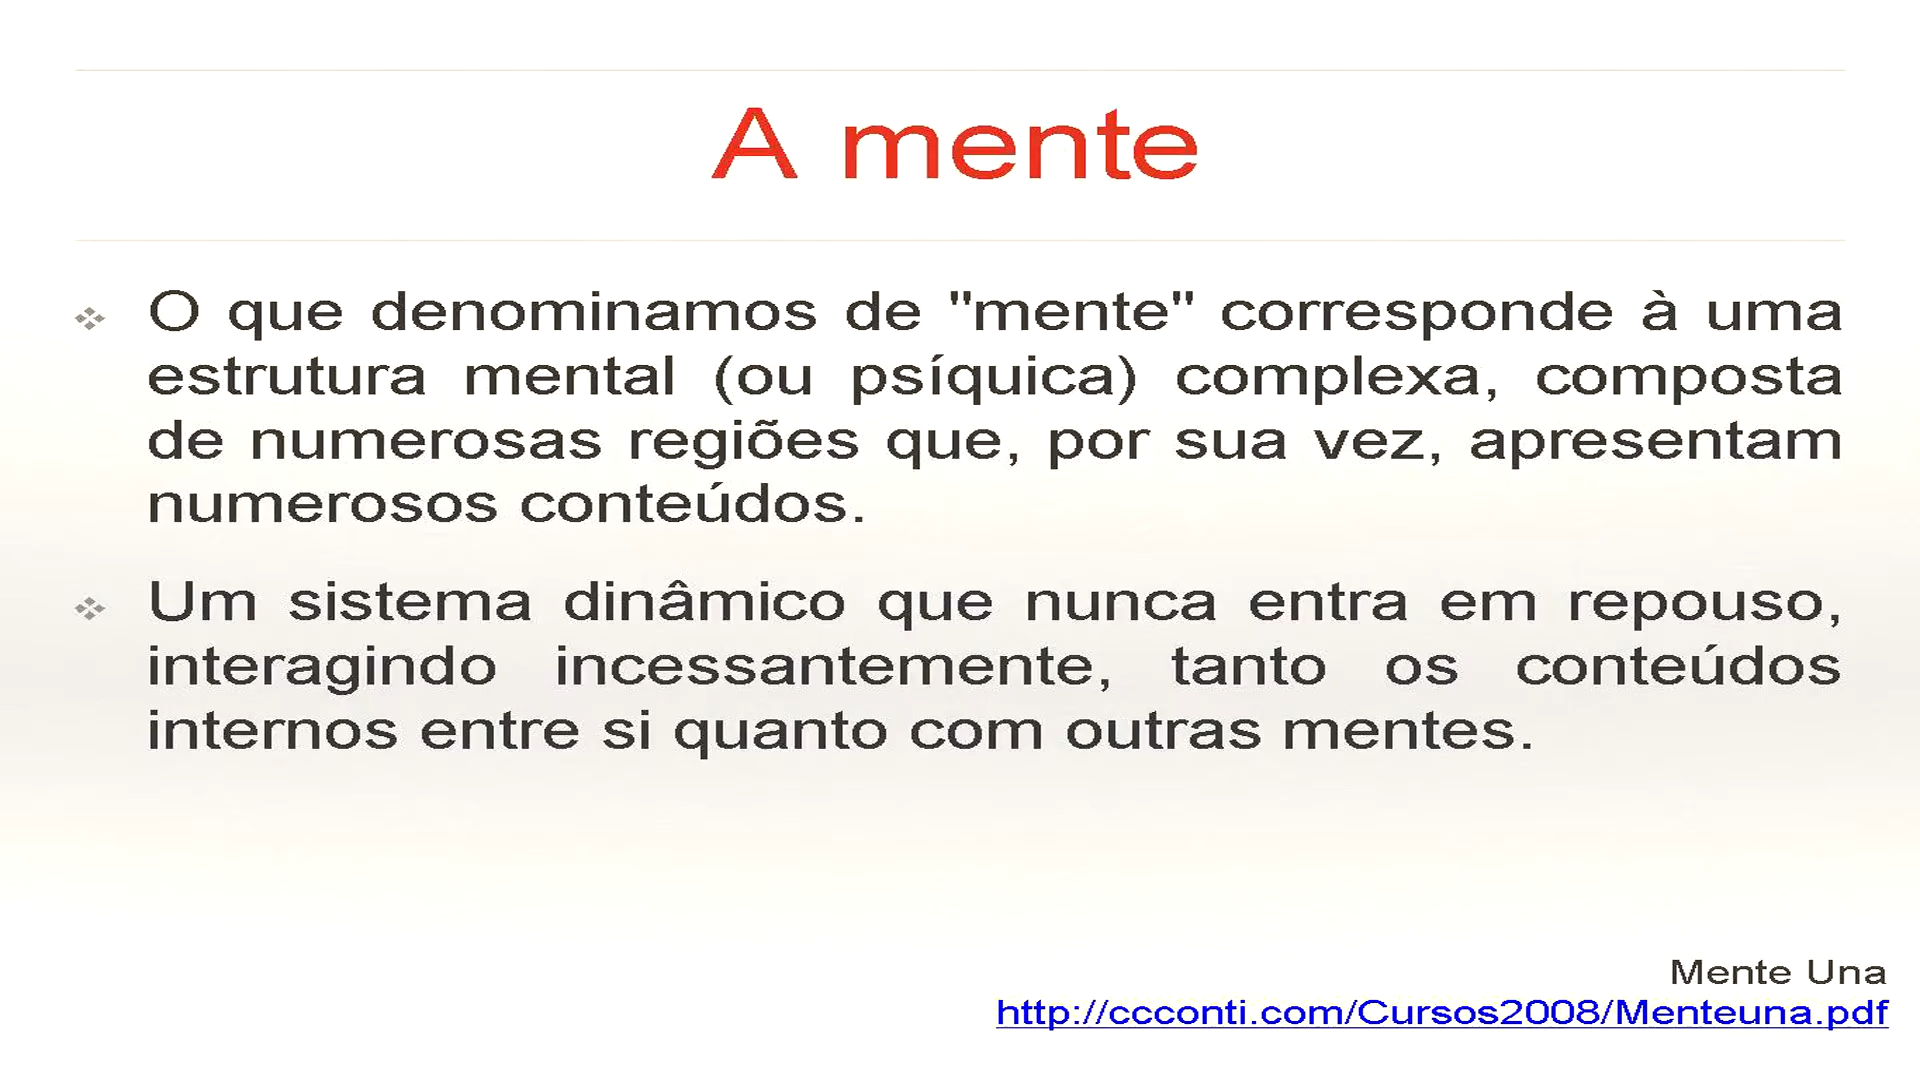 A mente
O que denominamos de "mente" corresponde à uma
estrutura mental (ou psíquica) complexa, composta
de numerosas regiões que, por sua vez, apresentam
numerosos conteúdos.
Um sistema dinâmico que nunca entra em repouso,
interagindo incessantemente, tanto os conteúdos
internos entre si quanto com outras mentes.
Mente Una
http://ccconti.com/Cursos2008/Menteuna.pdf